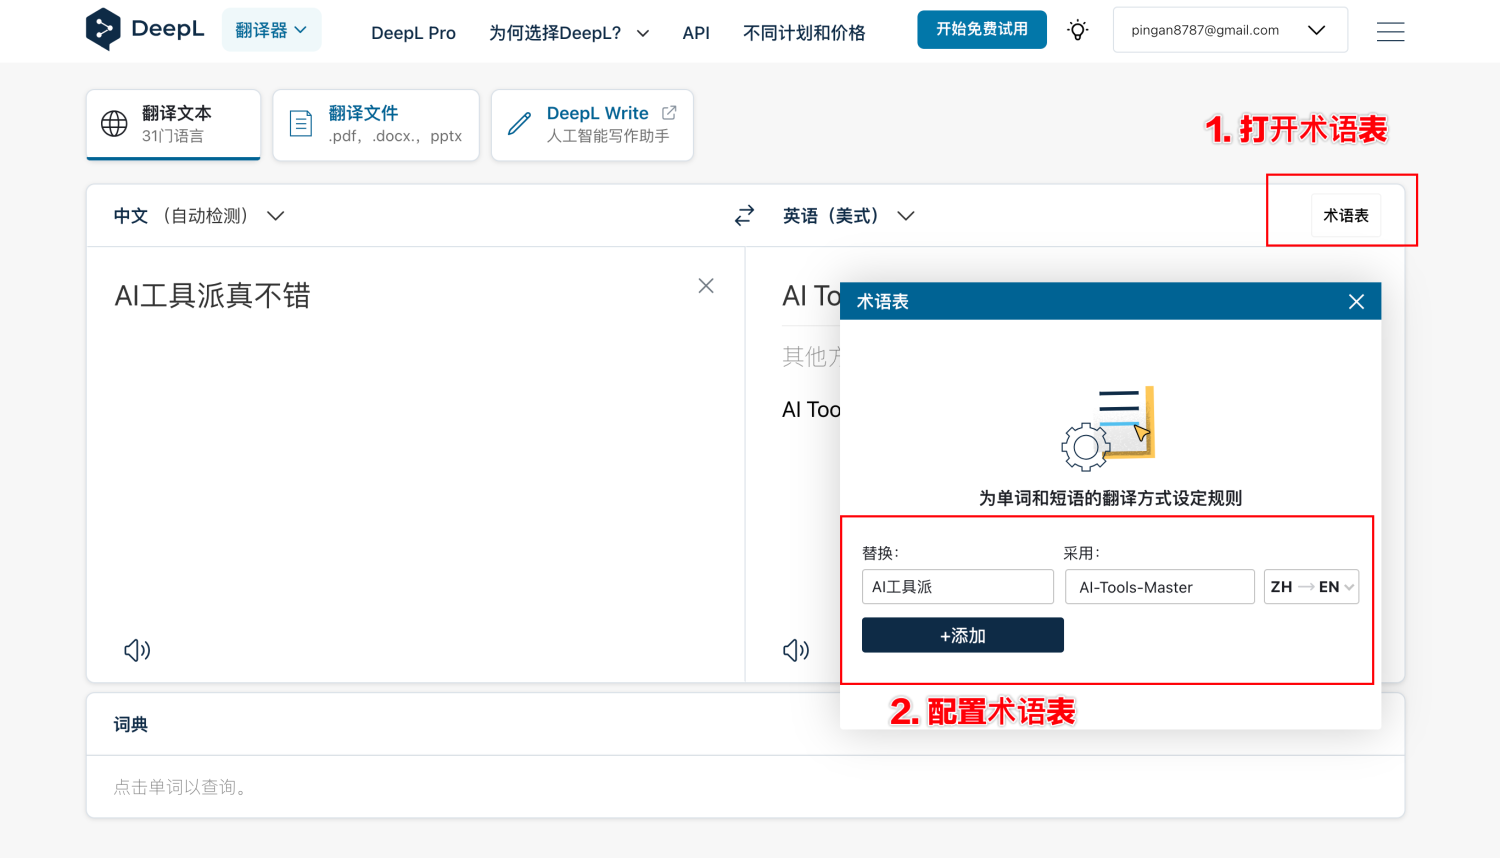 DeepL
翻译器
DeepL Pro
为何选择DeepL?
API
不同计划和价格
开始免费试用
pingan8787@gmail.com
翻译文本
31门语言
翻译文件
.pdf，.docx.，pptx
DeepL Write
人工智能写作助手
1. 打开术语表
中文 （自动检测）
英语（美式）
术语表
AI工具派真不错
AI To
其他方
AI Too
术语表
为单词和短语的翻译方式设定规则
替换：
采用：
AI工具派
AI-Tools-Master
ZH → EN
+添加
2. 配置术语表
词典
点击单词以查询。